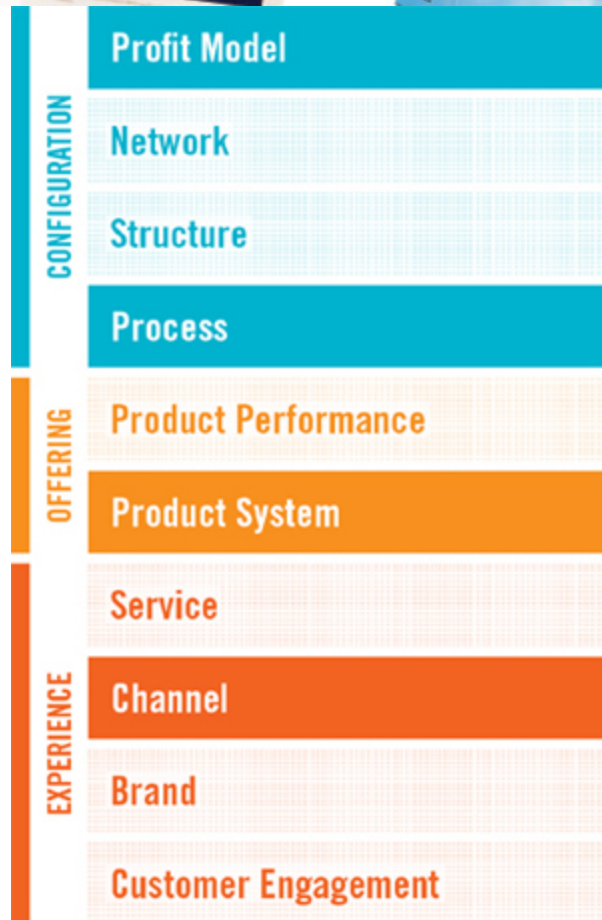 CONFIGURATION
Profit Model
Network
Structure
Process
OFFERING
Product Performance
Product System
EXPERIENCE
Service
Channel
Brand
Customer Engagement